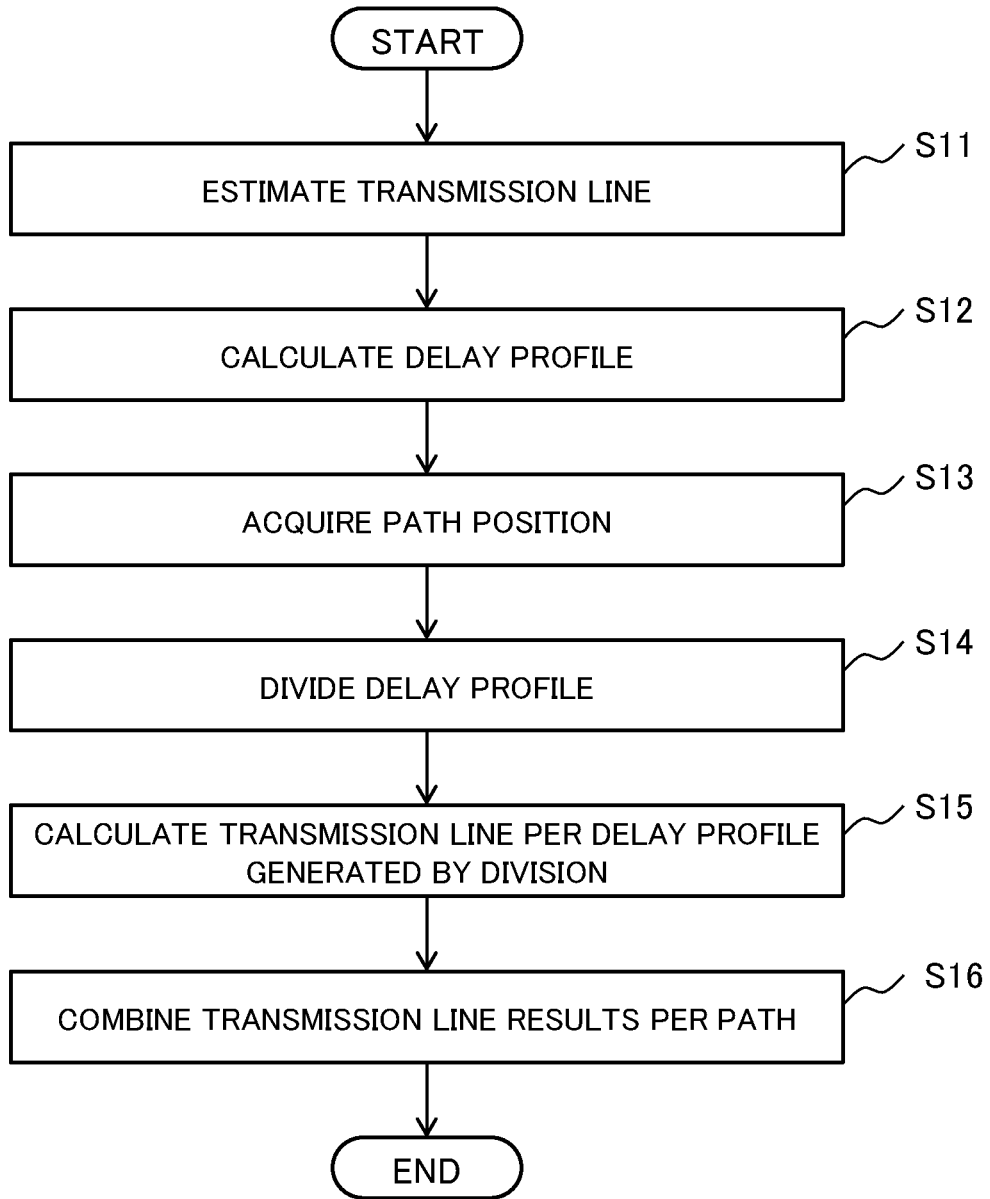 START
S11
ESTIMATE TRANSMISSION LINE
S12
CALCULATE DELAY PROFILE
S13
ACQUIRE PATH POSITION
S14
DIVIDE DELAY PROFILE
S15
CALCULATE TRANSMISSION LINE PER DELAY PROFILE
GENERATED BY DIVISION
S16
COMBINE TRANSMISSION LINE RESULTS PER PATH
END